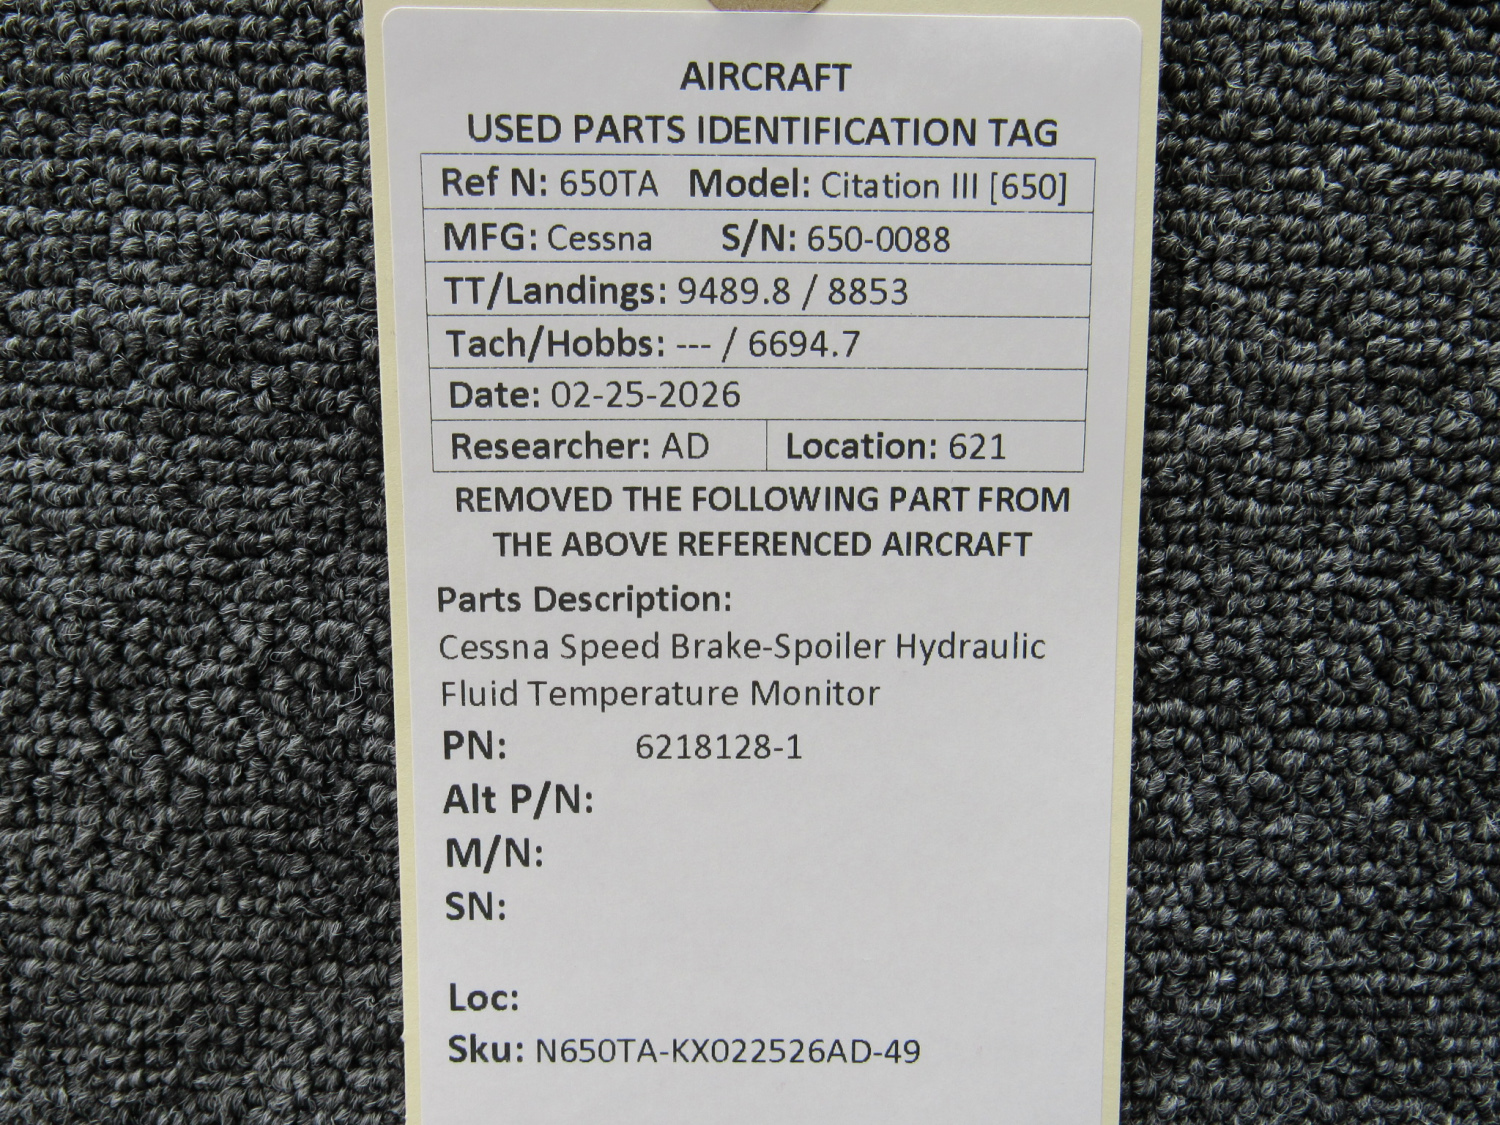 AIRCRAFT
USED PARTS IDENTIFICATION TAG
Ref N: 650TA Model: Citation III [650]
MFG: Cessna S/N: 650-0088
TT/Landings: 9489.8 / 8853
Tach/Hobbs: --- / 6694.7
Date: 02-25-2026
Researcher: AD Location: 621
REMOVED THE FOLLOWING PART FROM
THE ABOVE REFERENCED AIRCRAFT
Parts Description:
Cessna Speed Brake-Spoiler Hydraulic
Fluid Temperature Monitor
PN: 6218128-1
Alt P/N:
M/N:
SN:
Loc:
Sku: N650TA-KX022526AD-49